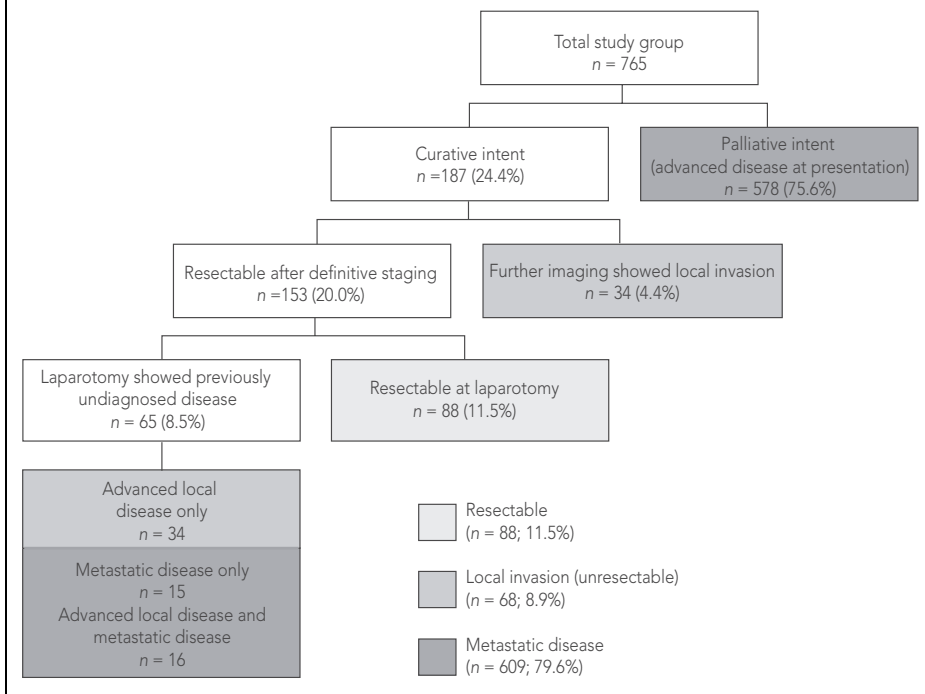 Total study group
n = 765
Curative intent
n =187 (24.4%)
Palliative intent
(advanced disease at presentation)
n = 578 (75.6%)
Resectable after definitive staging
n =153 (20.0%)
Further imaging showed local invasion
n = 34 (4.4%)
Laparotomy showed previously
undiagnosed disease
n = 65 (8.5%)
Resectable at laparotomy
n = 88 (11.5%)
Advanced local
disease only
n = 34
Metastatic disease only
n = 15
Advanced local disease and
metastatic disease
n = 16
Resectable
(n = 88; 11.5%)
Local invasion (unresectable)
(n = 68; 8.9%)
Metastatic disease
(n = 609; 79.6%)